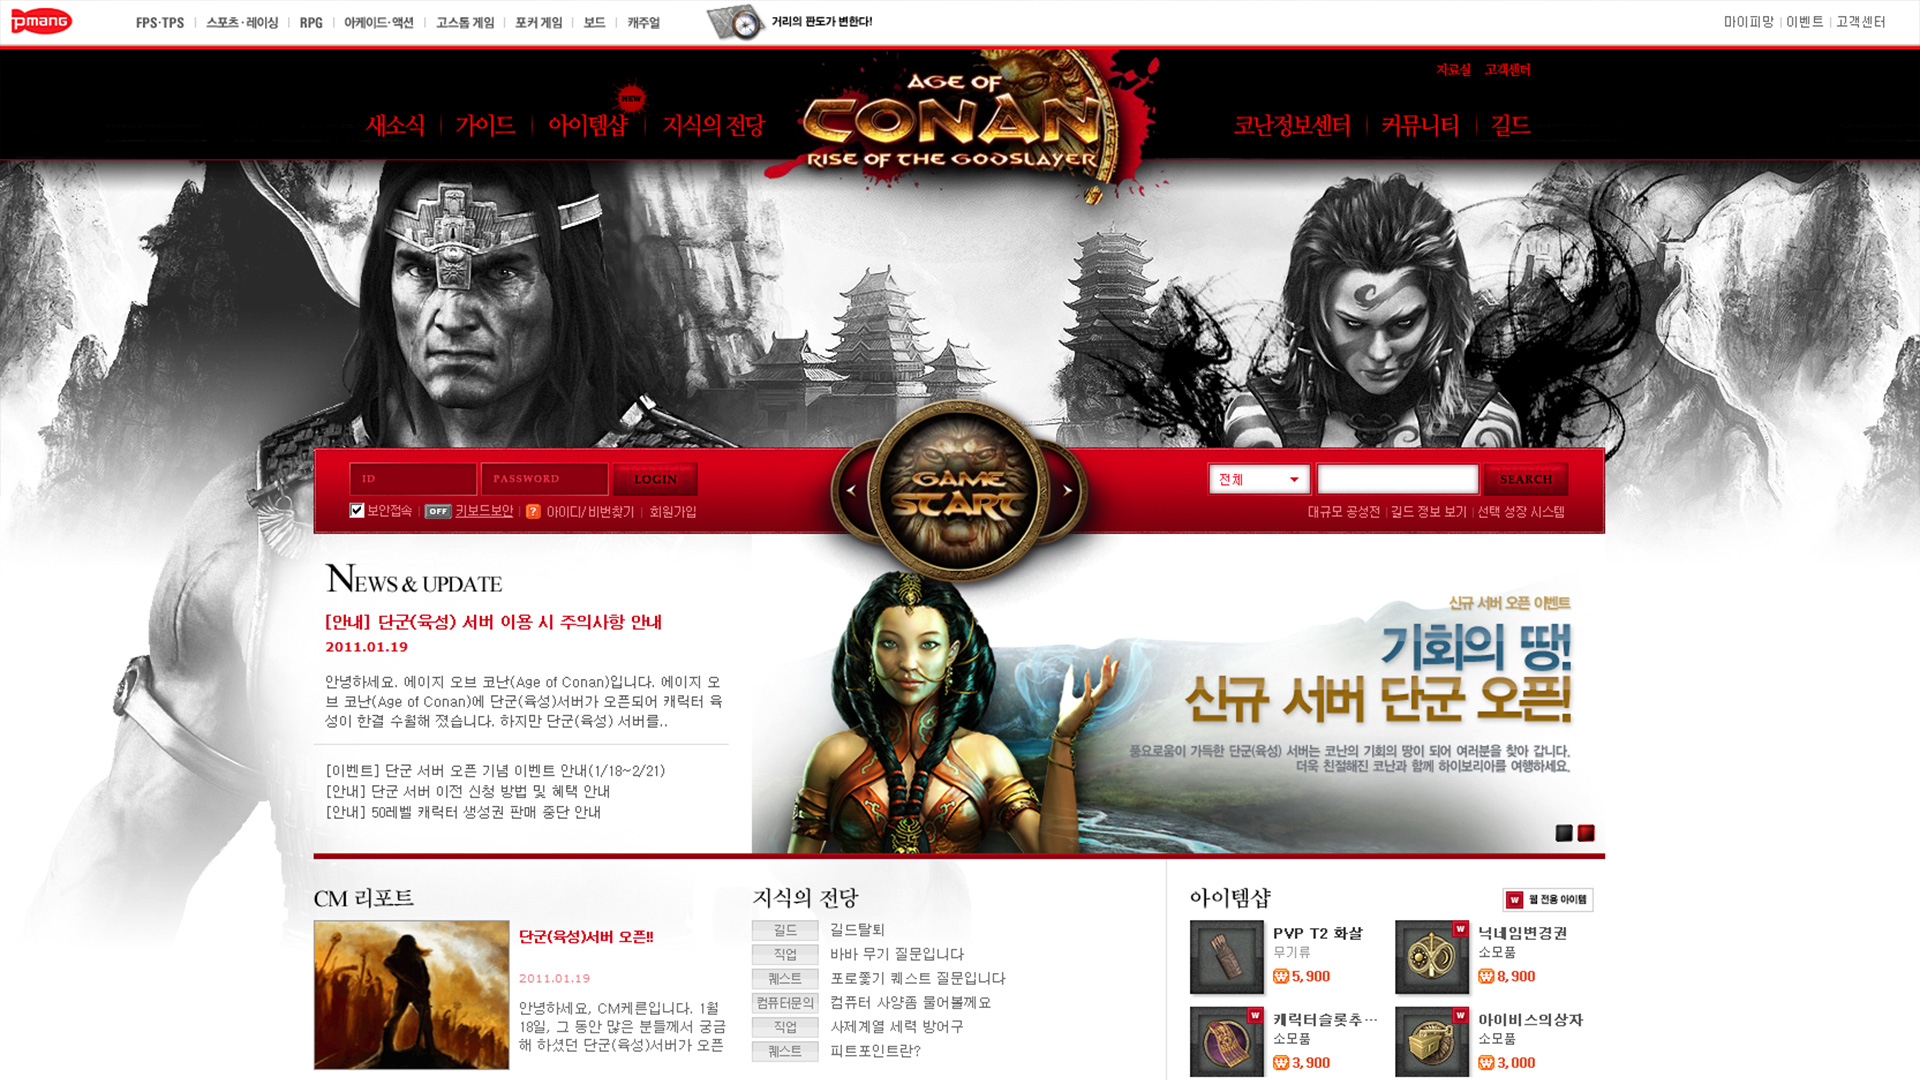 Pmang
FPS·TPS
스포츠·레이싱
RPG
아케이드·액션
고스톱 게임
포커 게임
보드
캐주얼
거리의 판도가 변한다!
마이피망
이벤트
고객센터
자료실 고객센터
새소식
가이드
아이템샵
NEW
지식의 전당
AGE OF
CONAN
RISE OF THE GODSLAYER
코난정보센터
커뮤니티
길드
ID
PASSWORD
LOGIN
보안접속
OFF 키보드보안
? 아이디/비번찾기
회원가입
GAME
START
전체
SEARCH
대규모 공성전
길드 정보 보기
선택 성장 시스템
NEWS & UPDATE
[안내] 단군(육성) 서버 이용 시 주의사항 안내
2011.01.19
안녕하세요. 에이지 오브 코난(Age of Conan)입니다. 에이지 오
브 코난(Age of Conan)에 단군(육성)서버가 오픈되어 캐릭터 육
성이 한결 수월해 졌습니다. 하지만 단군(육성) 서버를..
[이벤트] 단군 서버 오픈 기념 이벤트 안내(1/18~2/21)
[안내] 단군 서버 이전 신청 방법 및 혜택 안내
[안내] 50레벨 캐릭터 생성권 판매 중단 안내
신규 서버 오픈 이벤트
기회의 땅!
신규 서버 단군 오픈!
풍요로움이 가득한 단군(육성) 서버는 코난의 기회의 땅이 되어 여러분을 찾아 갑니다.
더욱 친절해진 코난과 함께 하이보리아를 여행하세요.
CM 리포트
단군(육성)서버 오픈!!
2011.01.19
안녕하세요, CM케른입니다. 1월
18일, 그 동안 많은 분들께서 궁금
해 하셨던 단군(육성)서버가 오픈
지식의 전당
길드 길드탈퇴
직업 바바 무기 질문입니다
퀘스트 포로쫓기 퀘스트 질문입니다
컴퓨터문의 컴퓨터 사양좀 물어볼께요
직업 사제계열 세력 방어구
퀘스트 피트포인트란?
아이템샵
W 웹 전용 아이템
PVP T2 화살
무기류
W 5,900
W
닉네임변경권
소모품
W 8,900
W
캐릭터슬롯추…
소모품
W 3,900
W
아이비스의상자
소모품
W 3,000